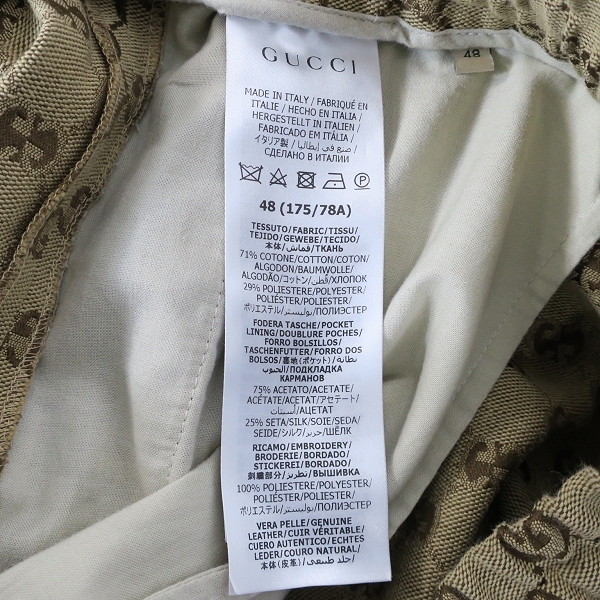 GUCCI
48
MADE IN ITALY / FABRIQUÉ EN
ITALIE / HECHO EN ITALIA /
HERGESTELLT IN ITALIEN /
FABRICADO EM ITÁLIA /
イタリア製 / صنع في إيطاليا /
СДЕЛАНО В ИТАЛИИ
P
48 (175/78A)
TESSUTO/FABRIC/TISSU/
TEJIDO/GEWEBE/TECIDO/
本体/قماش/ТКАНЬ
71% COTONE/COTTON/COTON/
ALGODON/BAUMWOLLE/
ALGODÃO/コットン/قطن/ХЛОПОК
29% POLIESTERE/POLYESTER/
POLIÉSTER/POLYESTER/
POLIÉSTER/
ポリエステル/بوليستر/ПОЛИЭСТЕР
FODERA TASCHE/POCKET
LINING/DOUBLURE POCHES/
FORRO BOLSILLOS/
TASCHENFUTTER/FORRO DOS
BOLSOS/裏地(ポケット)/بطانة
الجيوب/ПОДКЛАДКА
КАРМАНОВ
75% ACETATO/ACETATE/
ACÉTATE/ACETAT/アセテート/
أسيتات/АЦЕТАТ
25% SETA/SILK/SOIE/SEDA/
SEIDE/シルク/حرير/ШЁЛК
RICAMO/EMBROIDERY/
BRODERIE/BORDADO/
STICKEREI/BORDADO/
刺繍部分/تطريز/ВЫШИВКА
100% POLIESTERE/POLYESTER/
POLIÉSTER/POLYESTER/
POLIÉSTER/
ポリエステル/بوليستر/ПОЛИЭСТЕР
VERA PELLE/GENUINE
LEATHER/CUIR VÉRITABLE/
CUERO AUTENTICO/ECHTES
LEDER/COURO NATURAL/
本体(皮革)/جلد طبيعي/